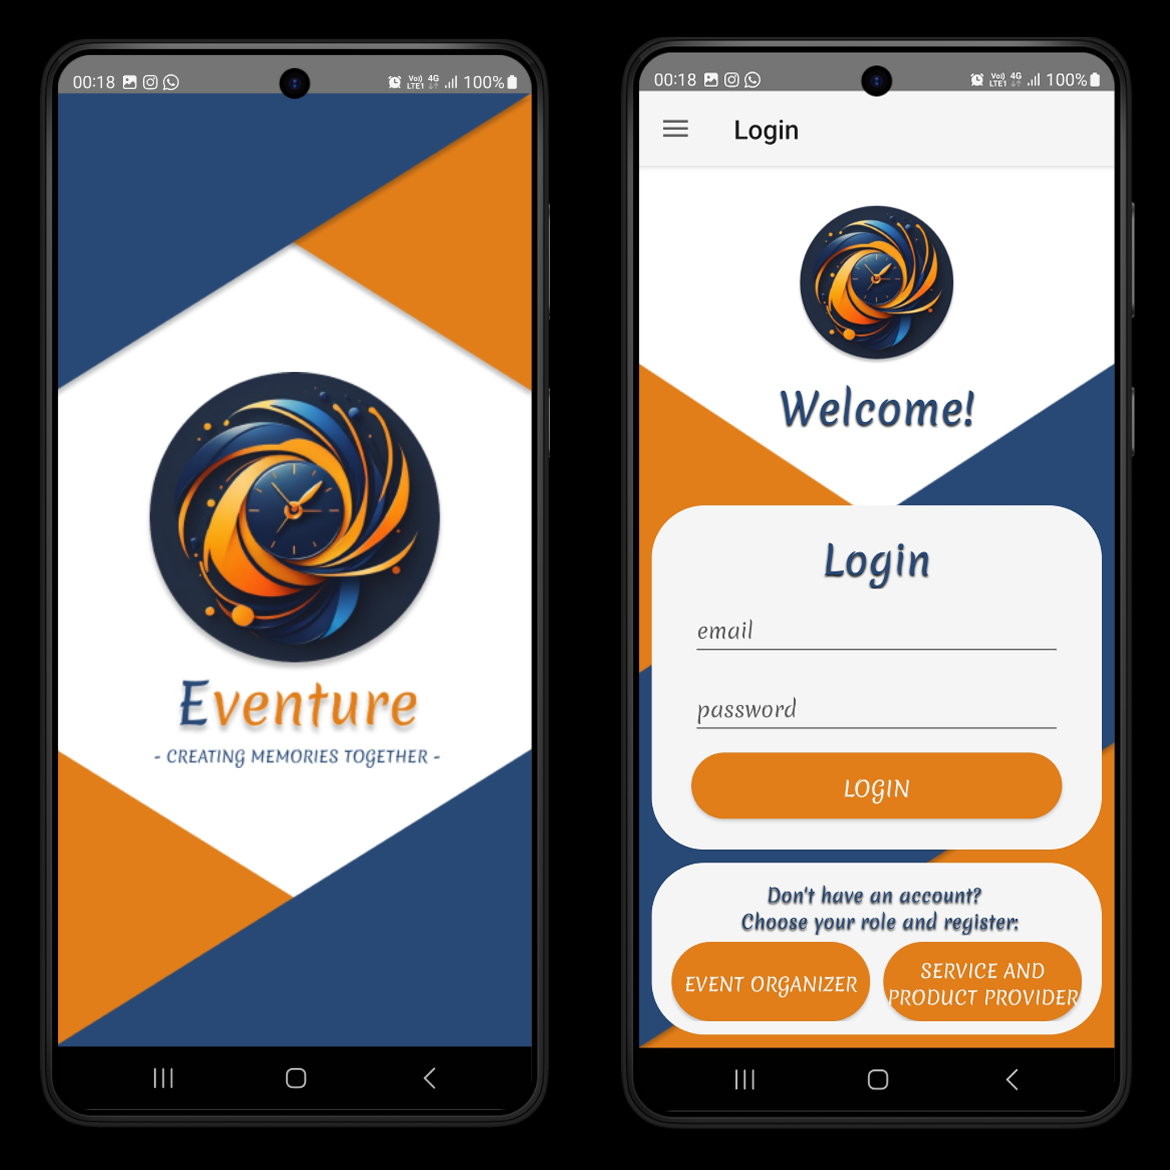 00:18 Vo) LTE1 4G 100%
Eventure
- CREATING MEMORIES TOGETHER -
00:18 Vo) LTE1 4G 100%
Login
Welcome!
Login
email
password
LOGIN
Don't have an account?
Choose your role and register:
EVENT ORGANIZER
SERVICE AND
PRODUCT PROVIDER